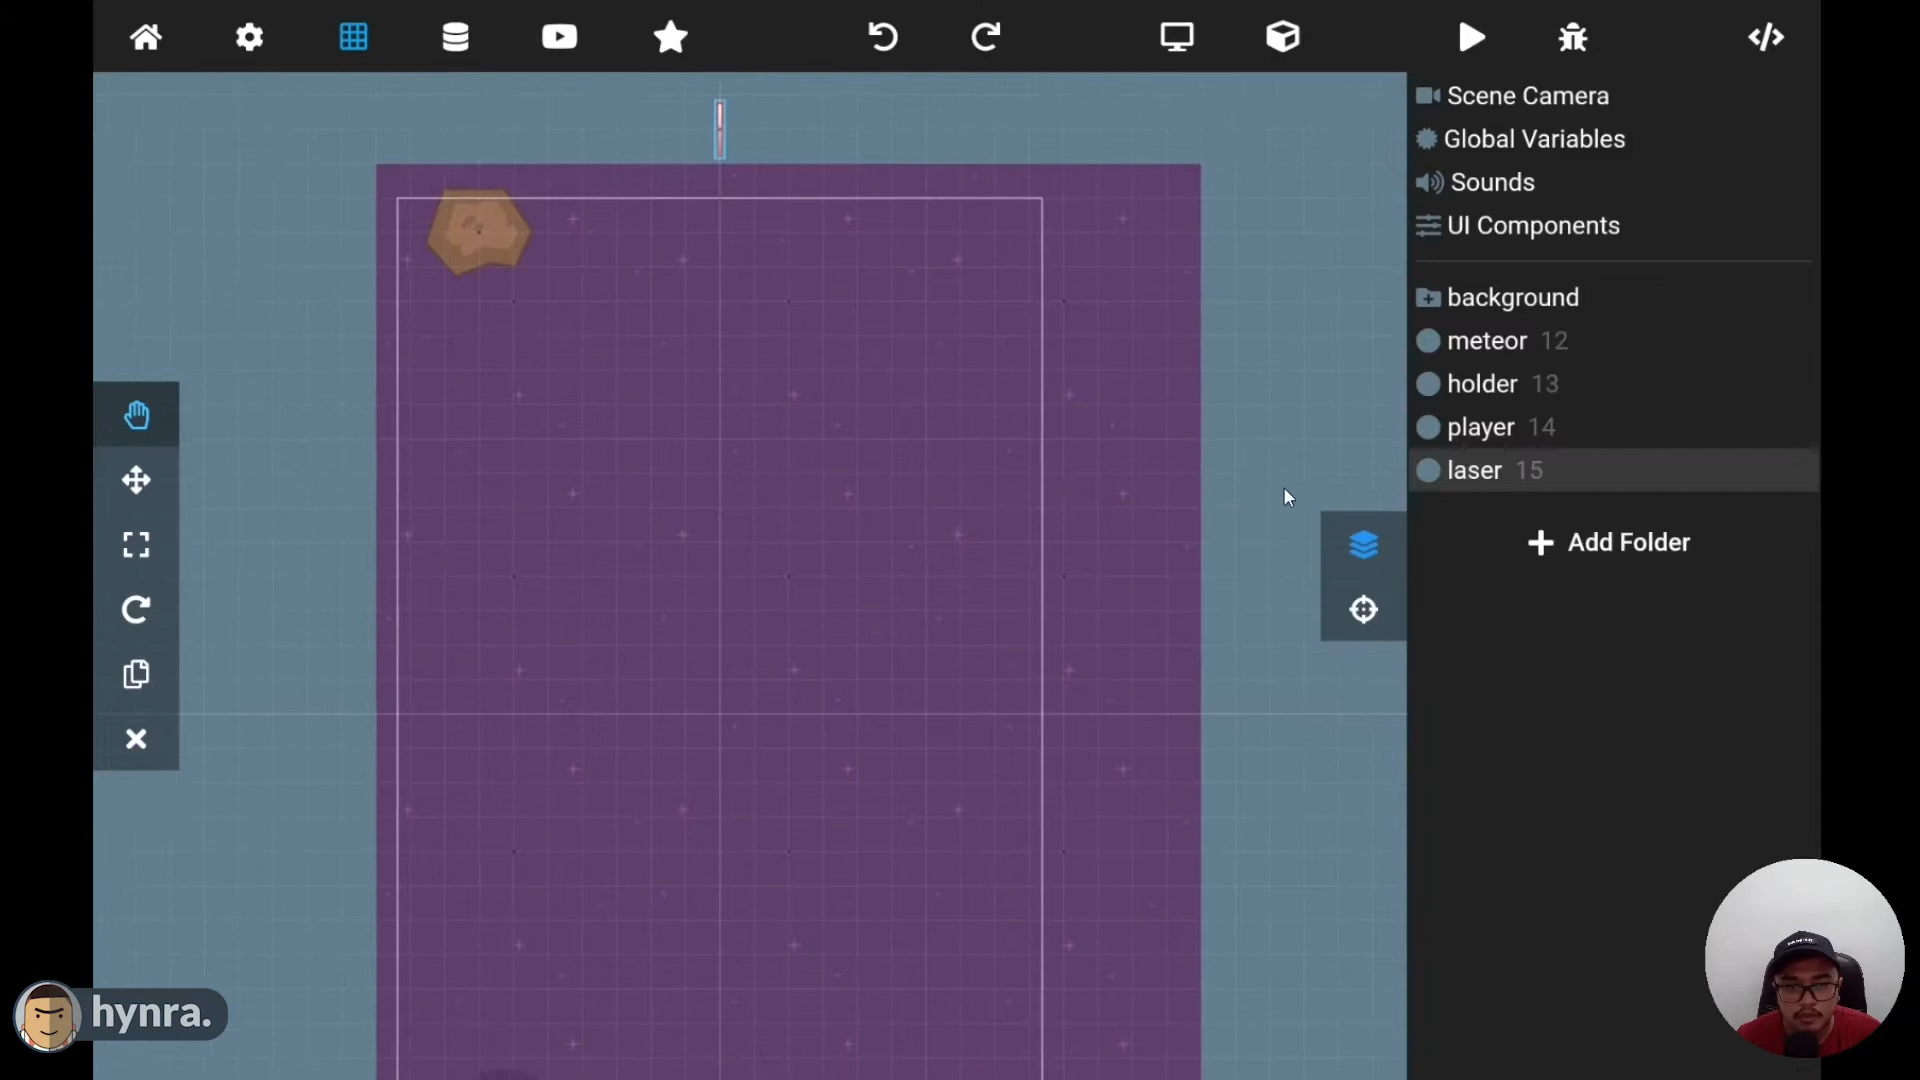 Scene Camera
Global Variables
Sounds
UI Components
background
meteor 12
holder 13
player 14
laser 15
Add Folder
hynra.